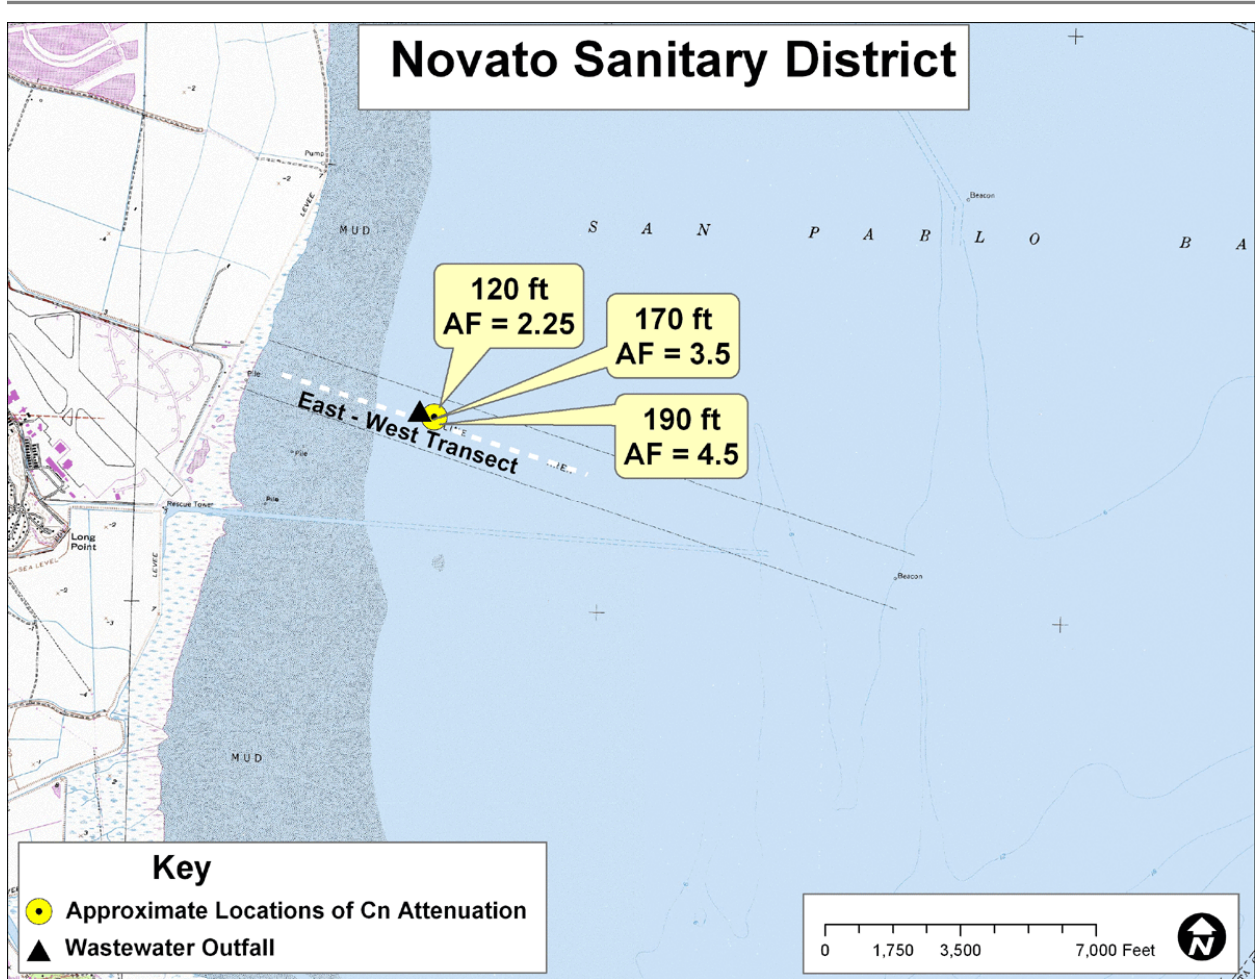 Novato Sanitary District
Pump
LEVEE
MUD
Beacon
S A N P A B L O B A
120 ft
AF = 2.25
170 ft
AF = 3.5
190 ft
AF = 4.5
Pile
East - West Transect
Pile
Pile
Rescue Tower
Long
Point
SEA LEVEL
LEVEE
Beacon
MUD
Key
Approximate Locations of Cn Attenuation
Wastewater Outfall
0 1,750 3,500 7,000 Feet
N